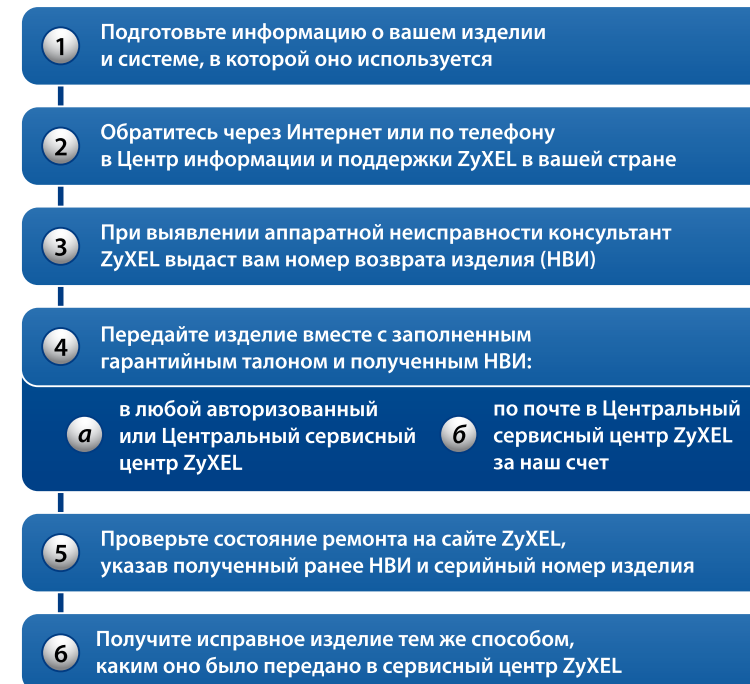 1
Подготовьте информацию о вашем изделии
и системе, в которой оно используется
2
Обратитесь через Интернет или по телефону
в Центр информации и поддержки ZyXEL в вашей стране
3
При выявлении аппаратной неисправности консультант
ZyXEL выдаст вам номер возврата изделия (НВИ)
4
Передайте изделие вместе с заполненным
гарантийным талоном и полученным НВИ:
а
в любой авторизованный
или Центральный сервисный
центр ZyXEL
б
по почте в Центральный
сервисный центр ZyXEL
за наш счет
5
Проверьте состояние ремонта на сайте ZyXEL,
указав полученный ранее НВИ и серийный номер изделия
6
Получите исправное изделие тем же способом,
каким оно было передано в сервисный центр ZyXEL